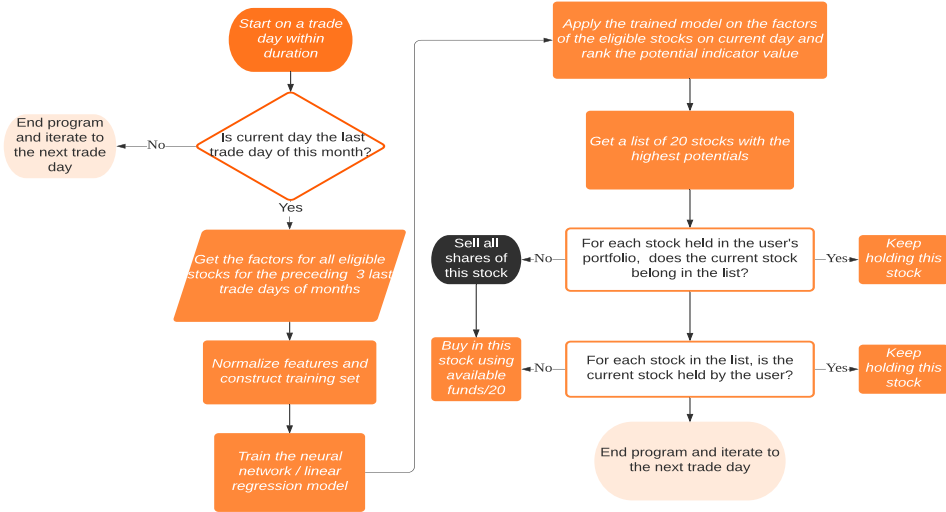 Start on a trade
day within
duration
Is current day the last
trade day of this month?
No
End program
and iterate to
the next trade
day
Yes
Get the factors for all eligible
stocks for the preceding 3 last
trade days of months
Normalize features and
construct training set
Train the neural
network / linear
regression model
Apply the trained model on the factors
of the eligible stocks on current day and
rank the potential indicator value
Get a list of 20 stocks with the
highest potentials
For each stock held in the user's
portfolio, does the current stock
belong in the list?
No
Sell all
shares of
this stock
Yes
Keep
holding this
stock
For each stock in the list, is the
current stock held by the user?
No
Buy in this
stock using
available
funds/20
Yes
Keep
holding this
stock
End program and iterate to
the next trade day